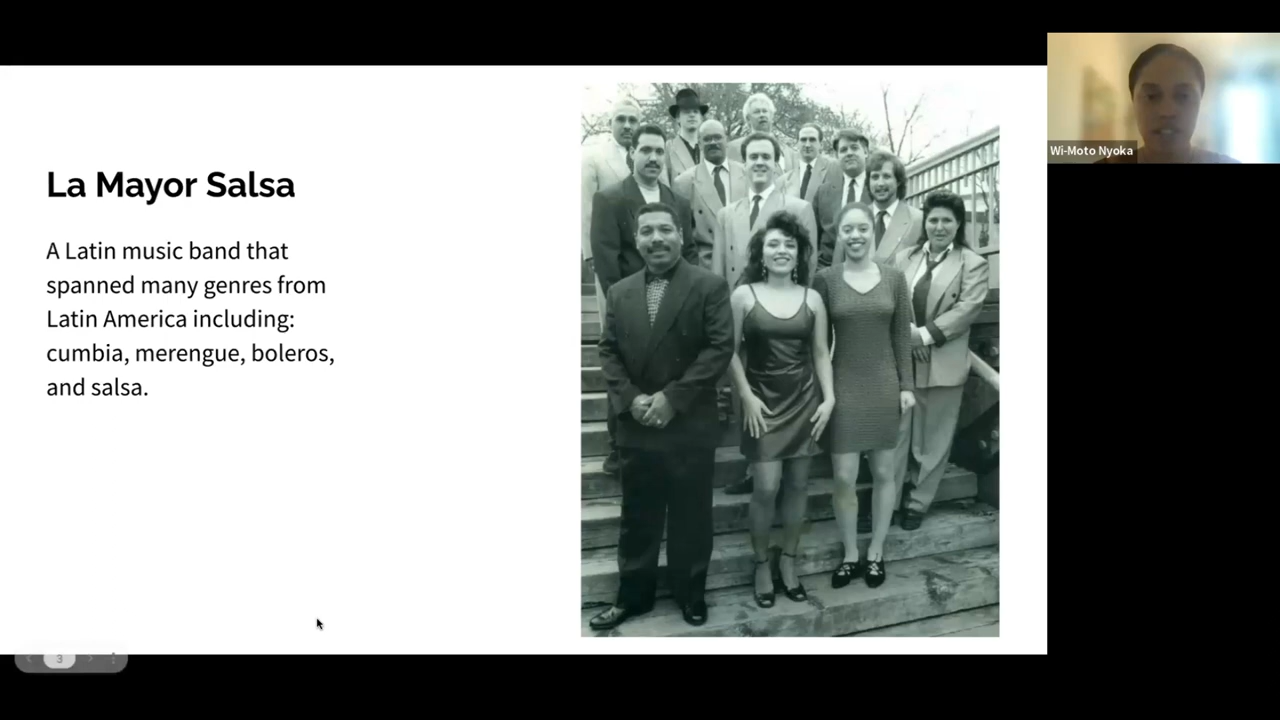 La Mayor Salsa
A Latin music band that
spanned many genres from
Latin America including:
cumbia, merengue, boleros,
and salsa.
Wi-Moto Nyoka
3